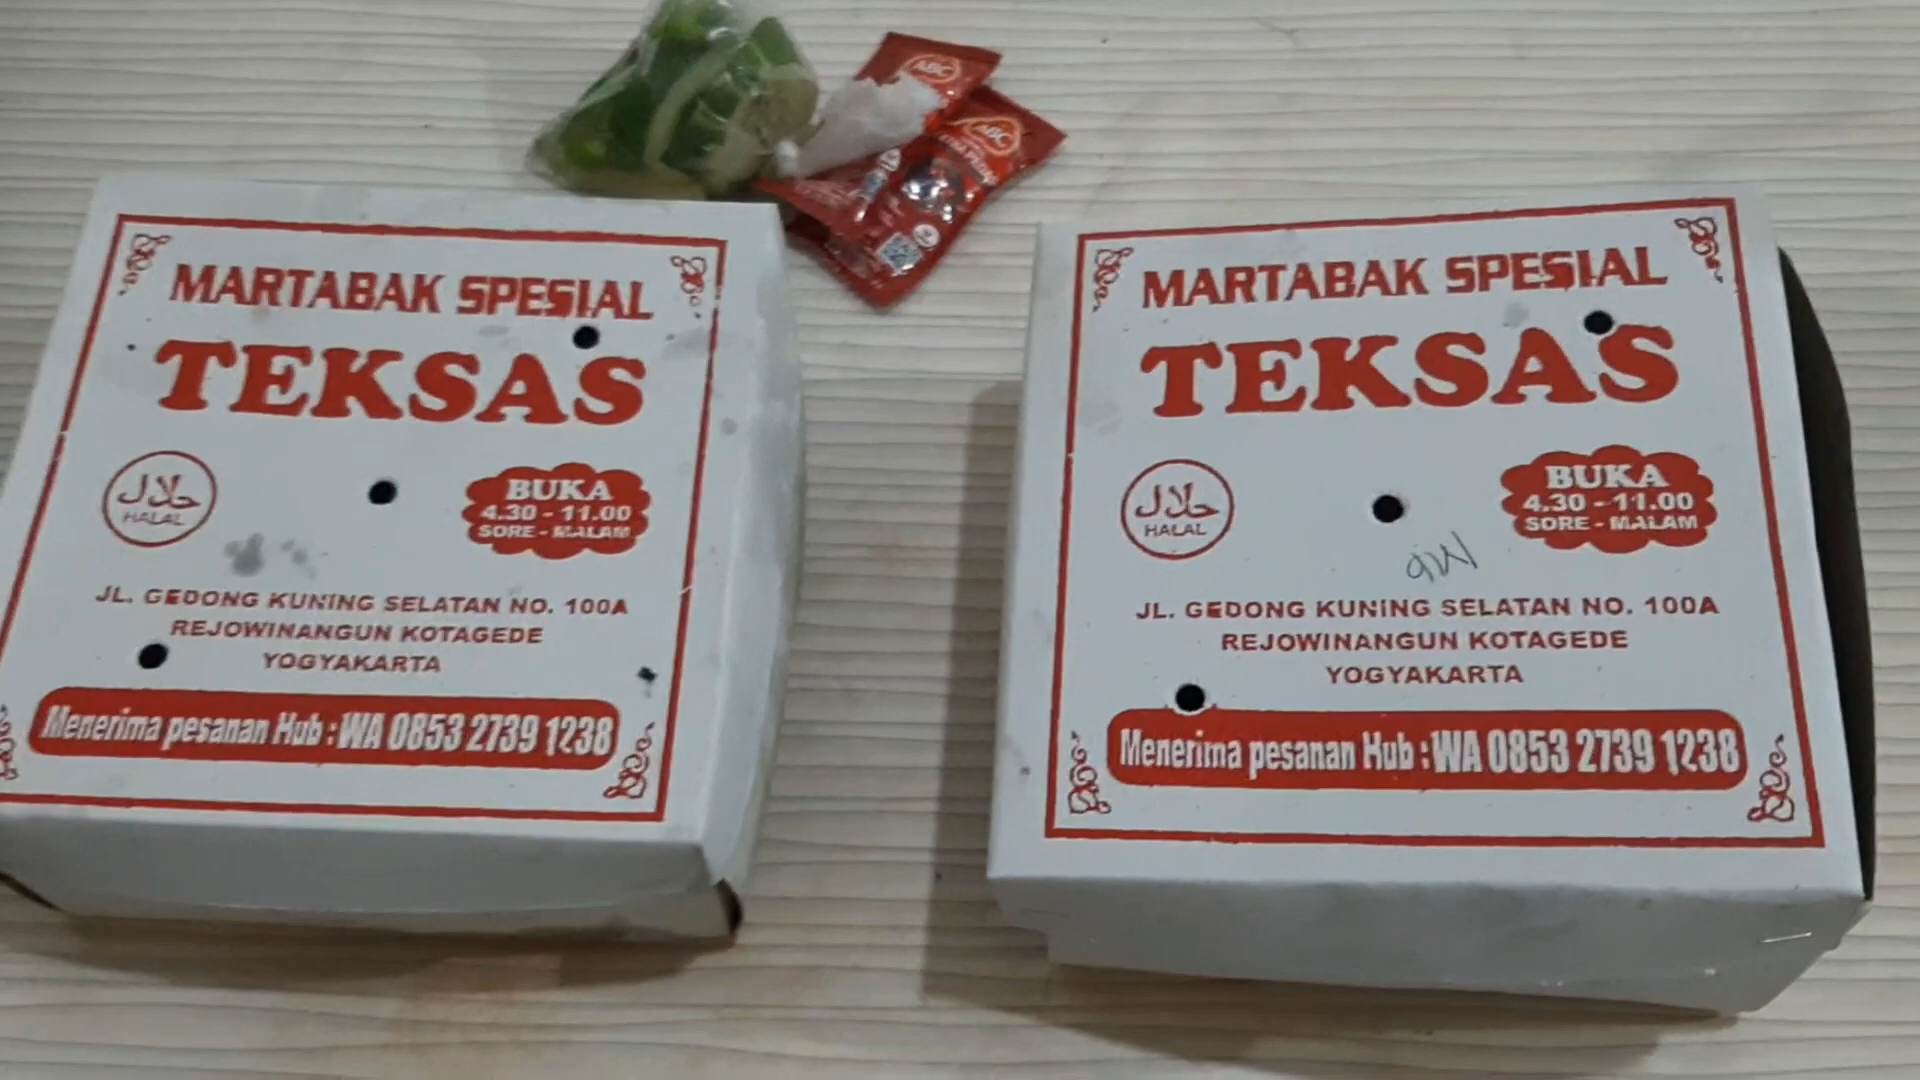 ABC
ABC
MARTABAK SPESIAL
TEKSAS
حلال
HALAL
BUKA
4.30 - 11.00
SORE - MALAM
JL. GEDONG KUNING SELATAN NO. 100A
REJOWINANGUN KOTAGEDE
YOGYAKARTA
Menerima pesanan Hub : WA 0853 2739 1238
MARTABAK SPESIAL
TEKSAS
حلال
HALAL
BUKA
4.30 - 11.00
SORE - MALAM
JL. GEDONG KUNING SELATAN NO. 100A
REJOWINANGUN KOTAGEDE
YOGYAKARTA
Menerima pesanan Hub : WA 0853 2739 1238